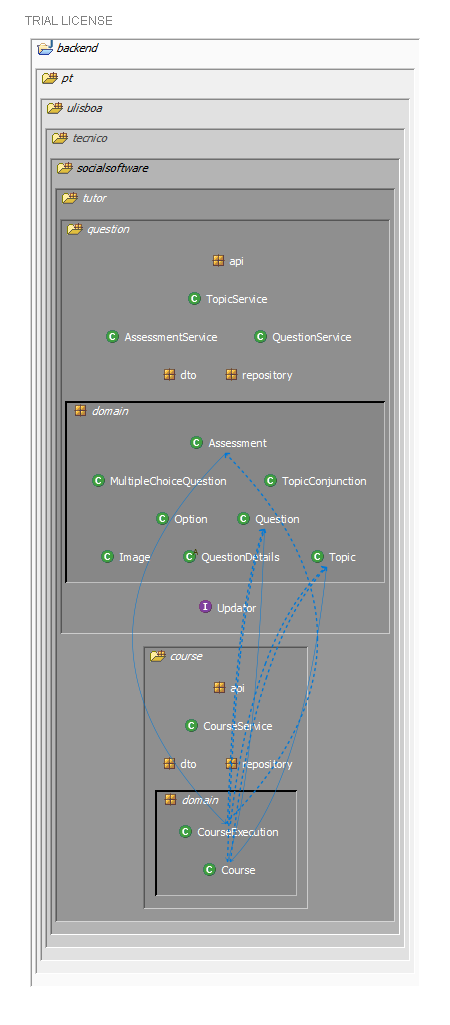 TRIAL LICENSE
backend
pt
ulisboa
tecnico
socialsoftware
tutor
question
api
TopicService
AssessmentService QuestionService
dto repository
domain
Assessment
MultipleChoiceQuestion TopicConjunction
Option Question
Image QuestionDetails Topic
Updator
course
api
CourseService
dto repository
domain
CourseExecution
Course